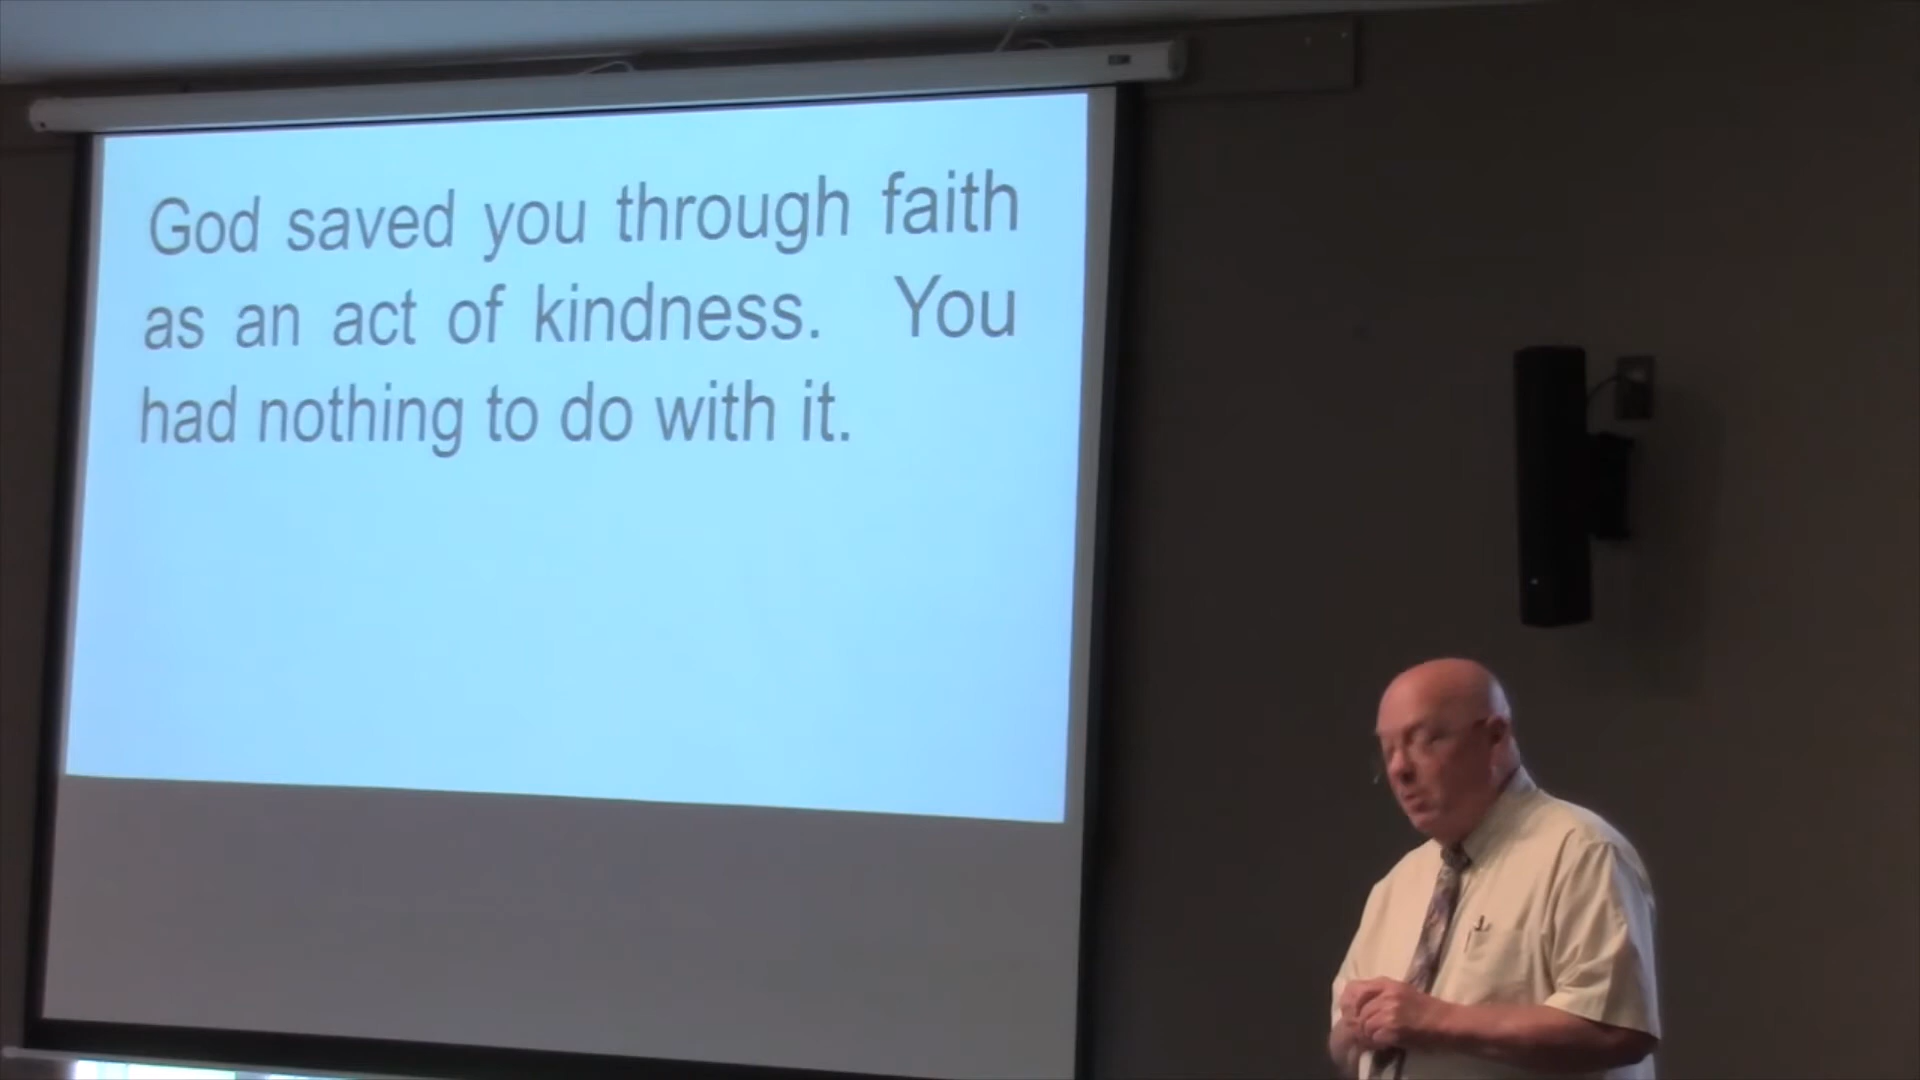 God saved you through faith
as an act of kindness. You
had nothing to do with it.